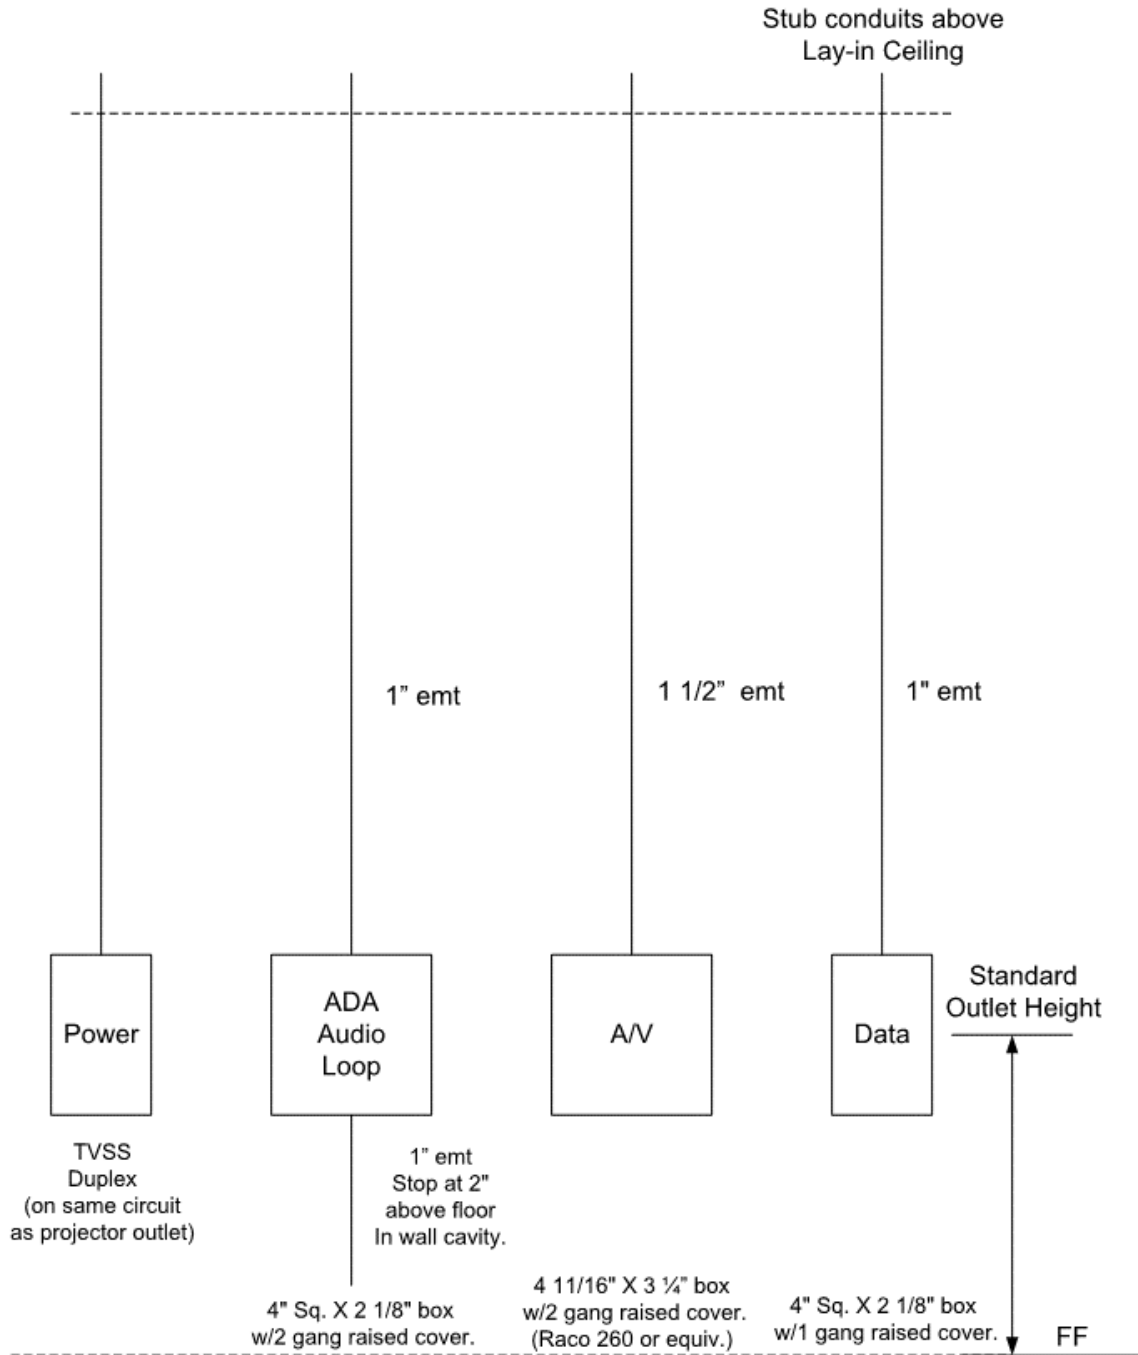 Stub conduits above
Lay-in Ceiling
1” emt
1 1/2” emt
1" emt
Power
ADA
Audio
Loop
A/V
Data
Standard
Outlet Height
TVSS
Duplex
(on same circuit
as projector outlet)
1” emt
Stop at 2"
above floor
In wall cavity.
4" Sq. X 2 1/8" box
w/2 gang raised cover.
4 11/16" X 3 ¼” box
w/2 gang raised cover.
(Raco 260 or equiv.)
4" Sq. X 2 1/8" box
w/1 gang raised cover.
FF